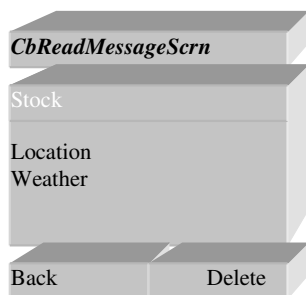 CbReadMessageScrn
Stock
Location
Weather
Back Delete